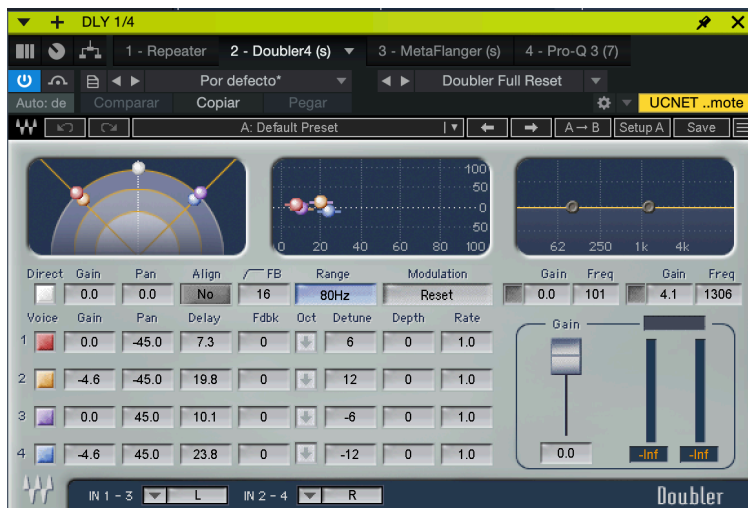 DLY 1/4
1 - Repeater 2 - Doubler4 (s) 3 - MetaFlanger (s) 4 - Pro-Q 3 (7)
Por defecto* Doubler Full Reset
Auto: de Comparar Copiar Pegar UCNET ..mote
A: Default Preset A→B Setup A Save
100
50
0
50
0 20 40 60 80 100
62 250 1k 4k
Direct Gain Pan Align FB Range Modulation Gain Freq Gain Freq
0.0 0.0 No 16 80Hz Reset 0.0 101 4.1 1306
Voice Gain Pan Delay Fdbk Oct Detune Depth Rate Gain
1 0.0 -45.0 7.3 0 6 0 1.0
2 -4.6 -45.0 19.8 0 12 0 1.0
3 0.0 45.0 10.1 0 -6 0 1.0
4 -4.6 45.0 23.8 0 -12 0 1.0
0.0 -Inf -Inf
IN 1 - 3 L IN 2 - 4 R Doubler